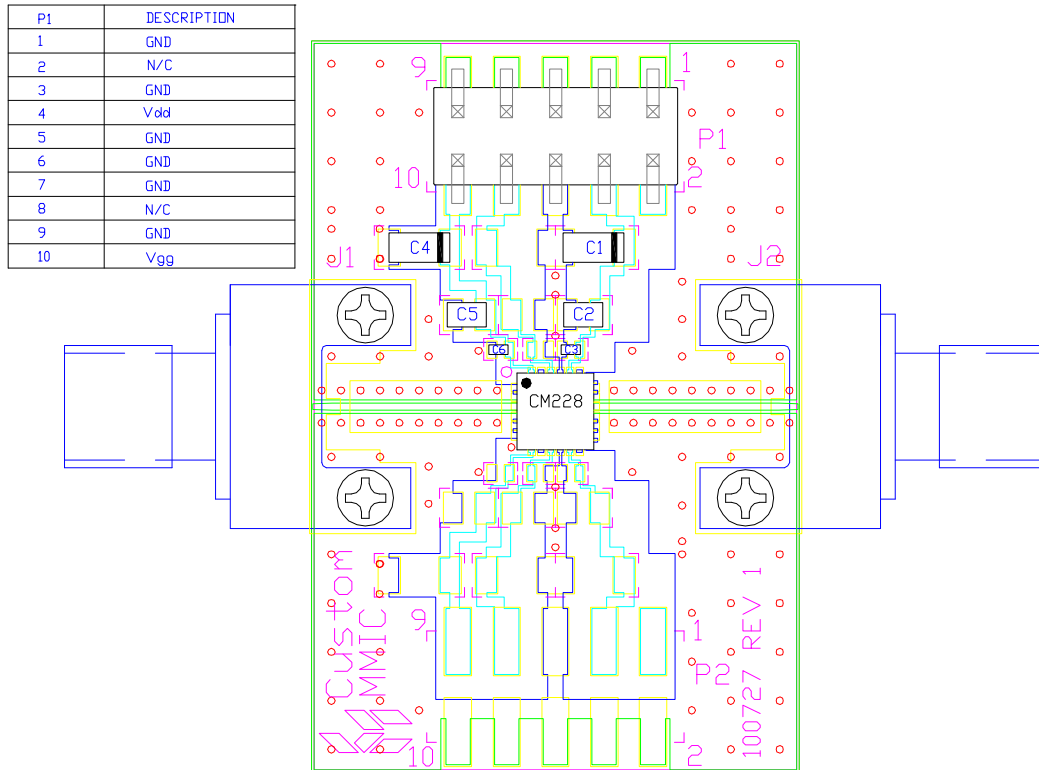 P1 DESCRIPTION
1 GND
2 N/C
3 GND
4 Vdd
5 GND
6 GND
7 GND
8 N/C
9 GND
10 Vgg
9 1
P1
10 2
J1 C4 C1 J2
C5 C2
C6 C3
CM228
Custom
MMIC
9 1
P2
10 2
100727 REV 1